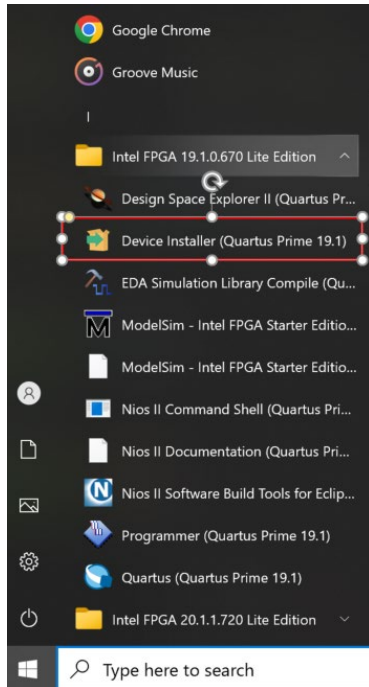 Google Chrome
Groove Music
I
Intel FPGA 19.1.0.670 Lite Edition
Design Space Explorer II (Quartus Pr...
Device Installer (Quartus Prime 19.1)
EDA Simulation Library Compile (Qu...
ModelSim - Intel FPGA Starter Editio...
ModelSim - Intel FPGA Starter Editio...
Nios II Command Shell (Quartus Pri...
Nios II Documentation (Quartus Pri...
Nios II Software Build Tools for Eclip...
Programmer (Quartus Prime 19.1)
Quartus (Quartus Prime 19.1)
Intel FPGA 20.1.1.720 Lite Edition
Type here to search